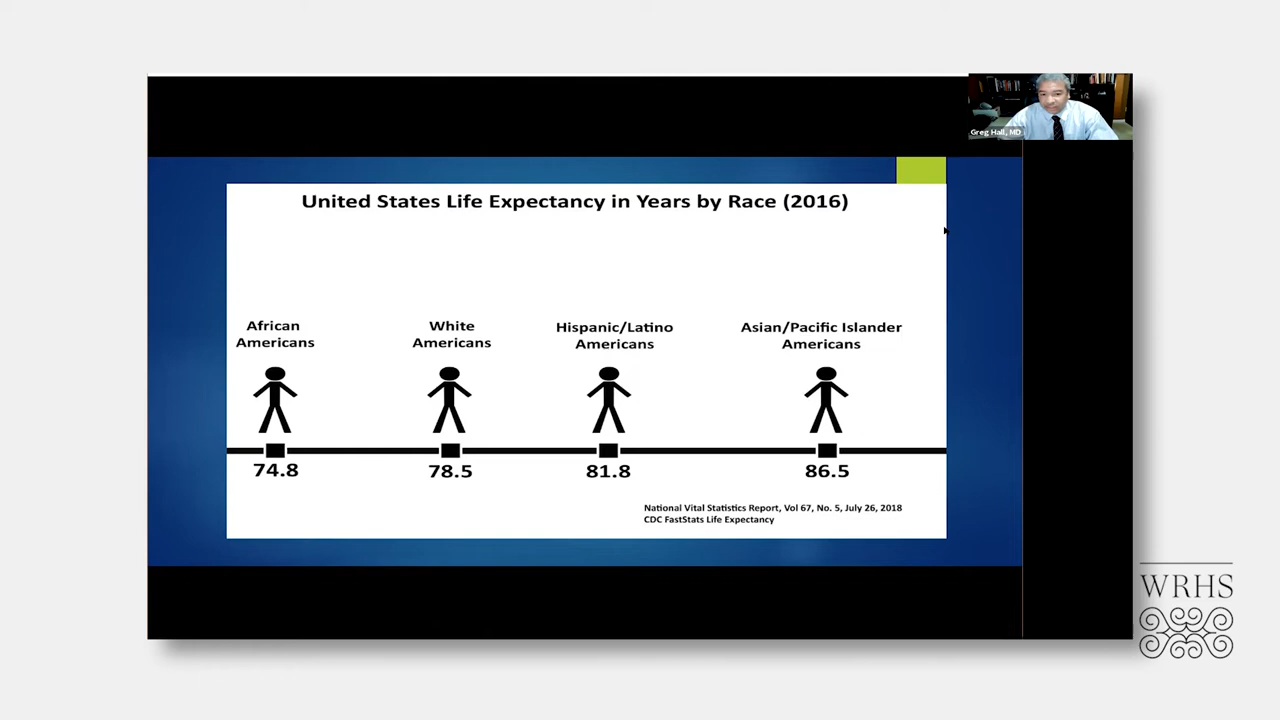 Greg Hall, MD
United States Life Expectancy in Years by Race (2016)
African
Americans
White
Americans
Hispanic/Latino
Americans
Asian/Pacific Islander
Americans
74.8
78.5
81.8
86.5
National Vital Statistics Report, Vol 67, No. 5, July 26, 2018
CDC FastStats Life Expectancy
WRHS